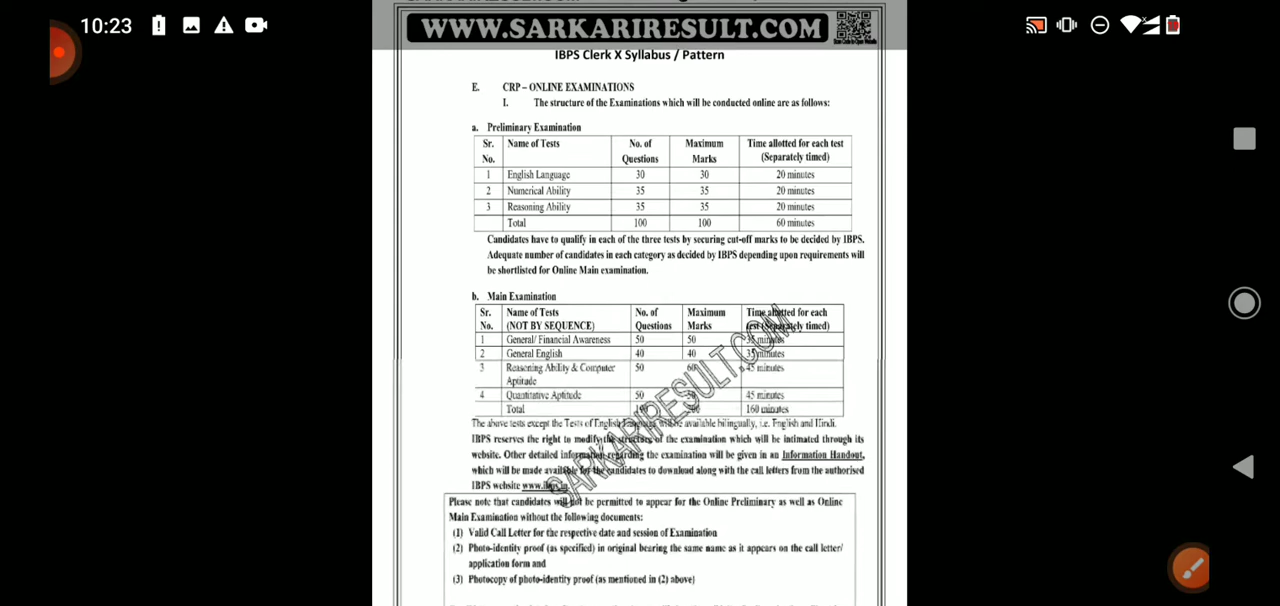 10:23
WWW.SARKARIRESULT.COM
IBPS Clerk X Syllabus / Pattern
E. CRP – ONLINE EXAMINATIONS
I. The structure of the Examinations which will be conducted online are as follows:
a. Preliminary Examination
Sr. No. Name of Tests No. of Questions Maximum Marks Time allotted for each test (Separately timed)
1 English Language 30 30 20 minutes
2 Numerical Ability 35 35 20 minutes
3 Reasoning Ability 35 35 20 minutes
Total 100 100 60 minutes
Candidates have to qualify in each of the three tests by securing cut-off marks to be decided by IBPS.
Adequate number of candidates in each category as decided by IBPS depending upon requirements will
be shortlisted for Online Main examination.
b. Main Examination
Sr. No. Name of Tests (NOT BY SEQUENCE) No. of Questions Maximum Marks Time allotted for each test (Separately timed)
1 General/ Financial Awareness 50 50 35 minutes
2 General English 40 40 35 minutes
3 Reasoning Ability & Computer Aptitude 50 60 45 minutes
4 Quantitative Aptitude 50 50 45 minutes
Total 190 200 160 minutes
The above tests except the Tests of English Language will be available bilingually, i.e. English and Hindi.
IBPS reserves the right to modify the structure of the examination which will be intimated through its
website. Other detailed information regarding the examination will be given in an Information Handout,
which will be made available for the candidates to download along with the call letters from the authorised
IBPS website www.ibps.in.
SARKARIRESULT.COM
Please note that candidates will not be permitted to appear for the Online Preliminary as well as Online
Main Examination without the following documents:
(1) Valid Call Letter for the respective date and session of Examination
(2) Photo-identity proof (as specified) in original bearing the same name as it appears on the call letter/
application form and
(3) Photocopy of photo-identity proof (as mentioned in (2) above)